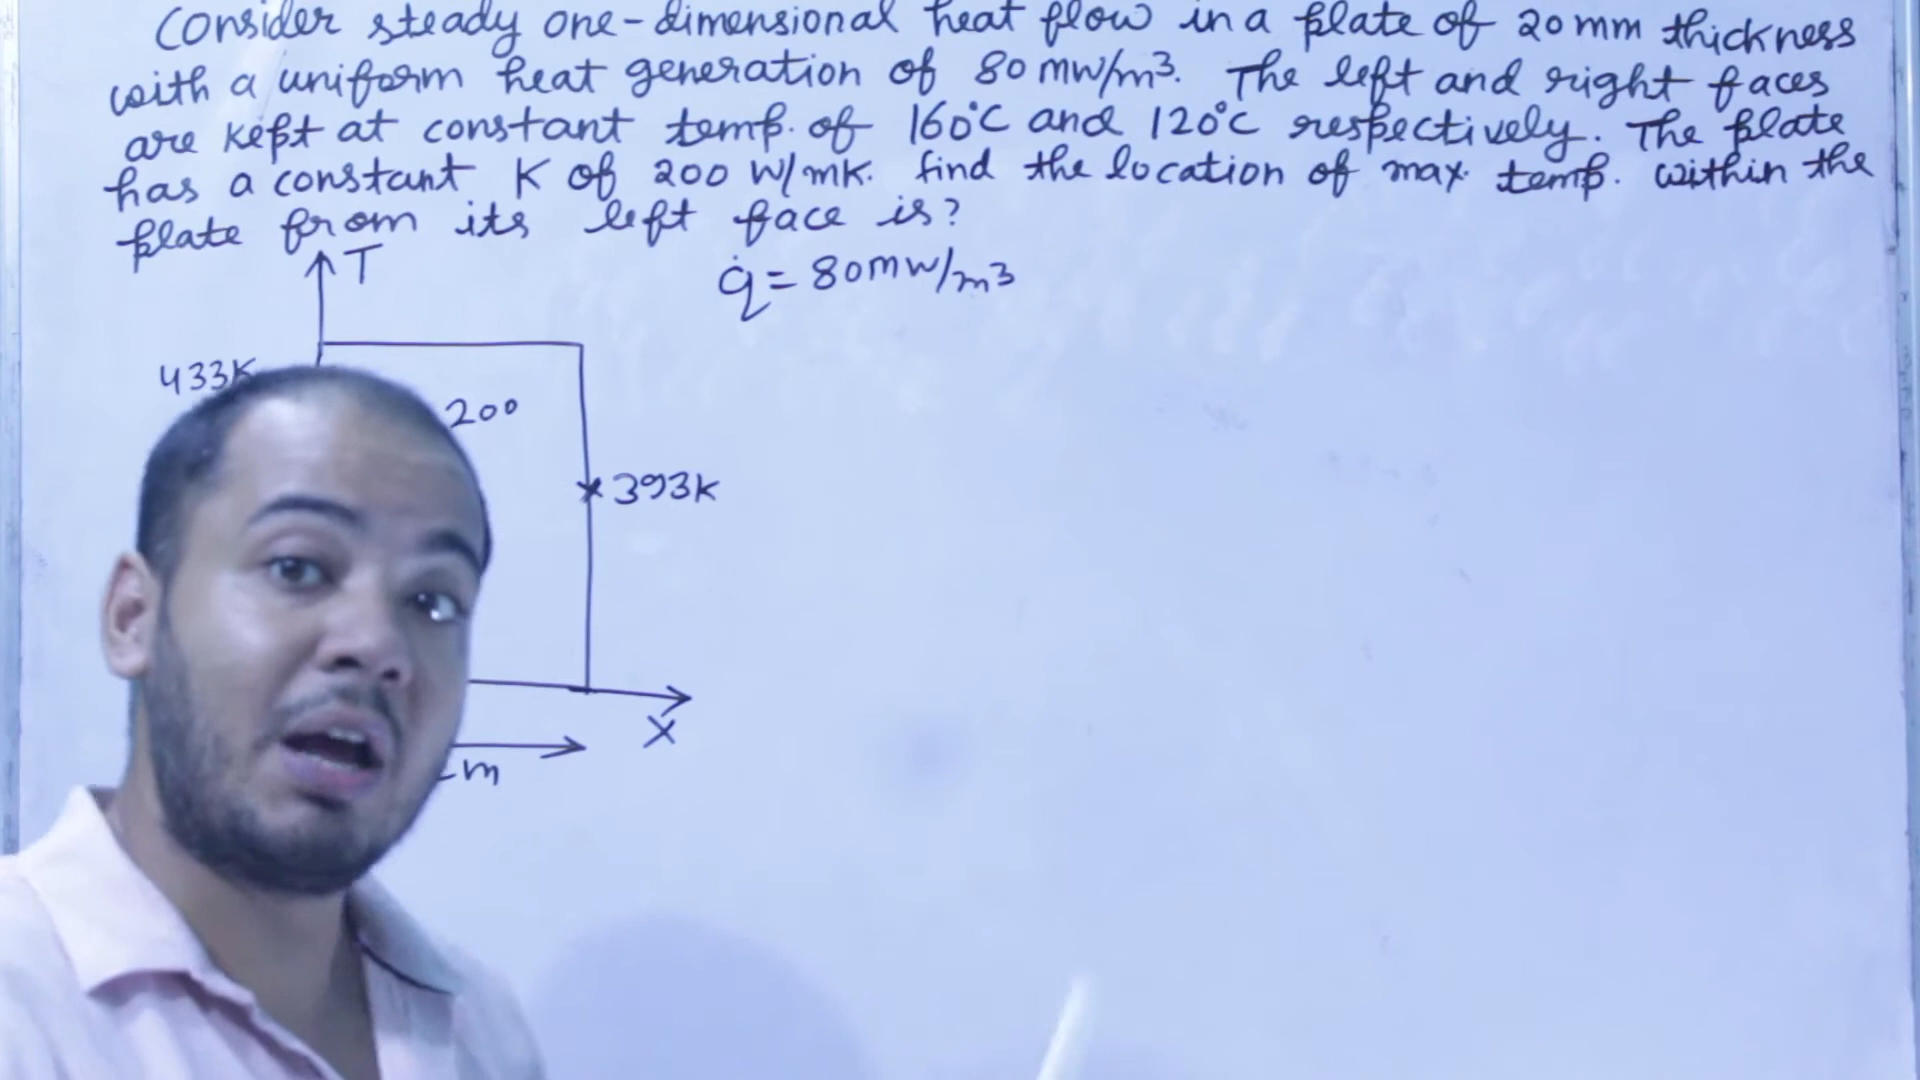 Consider steady one-dimensional heat flow in a plate of 20 mm thickness
with a uniform heat generation of 80 MW/m³. The left and right faces
are kept at constant temp. of 160°C and 120°C respectively. The plate
has a constant K of 200 W/mK. find the location of max. temp. within the
plate from its left face is?
T
q̇ = 80MW/m3
433K
200
393K
X
m